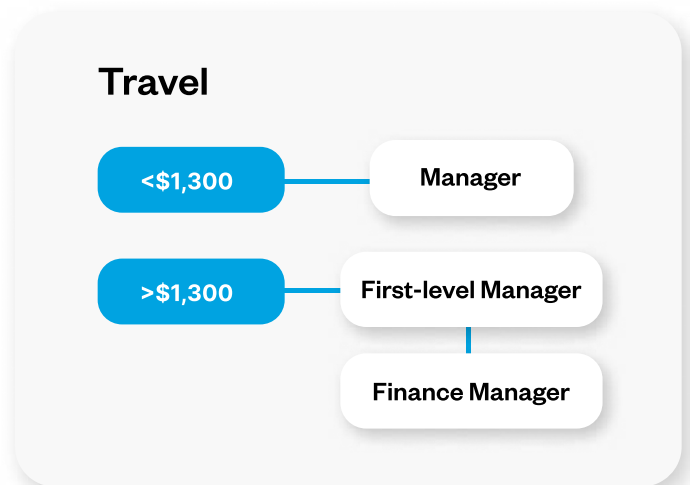 Travel
<$1,300
Manager
>$1,300
First-level Manager
Finance Manager